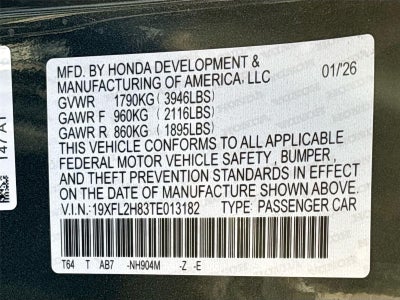 MFD. BY HONDA DEVELOPMENT &
MANUFACTURING OF AMERICA, LLC 01/26
GVWR 1790KG (3946LBS)
GAWR F 960KG (2116LBS)
GAWR R 860KG (1895LBS)
THIS VEHICLE CONFORMS TO ALL APPLICABLE
FEDERAL MOTOR VEHICLE SAFETY , BUMPER ,
AND THEFT PREVENTION STANDARDS IN EFFECT ON
THE DATE OF MANUFACTURE SHOWN ABOVE.
V.I.N: 19XFL2H83TE013182 TYPE: PASSENGER CAR
T64 T AB7 -NH904M -Z -E